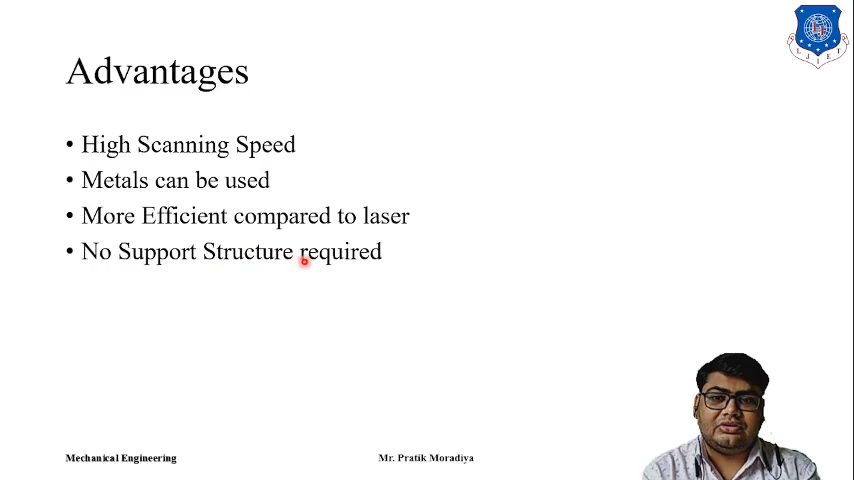 Advantages
• High Scanning Speed
• Metals can be used
• More Efficient compared to laser
• No Support Structure required
Mechanical Engineering
Mr. Pratik Moradiya